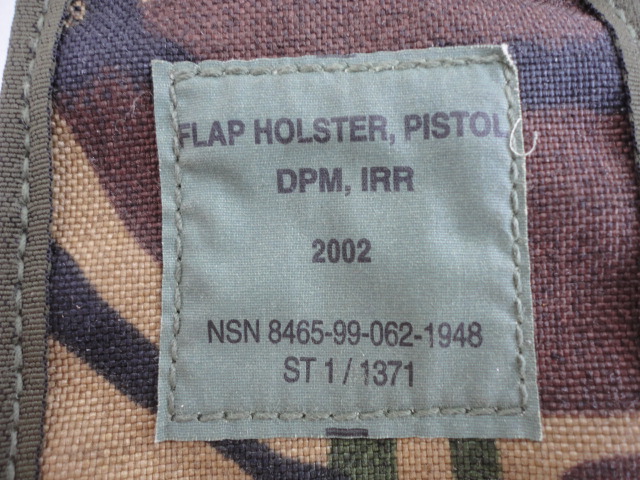 FLAP HOLSTER, PISTOL
DPM, IRR
2002
NSN 8465-99-062-1948
ST 1 / 1371